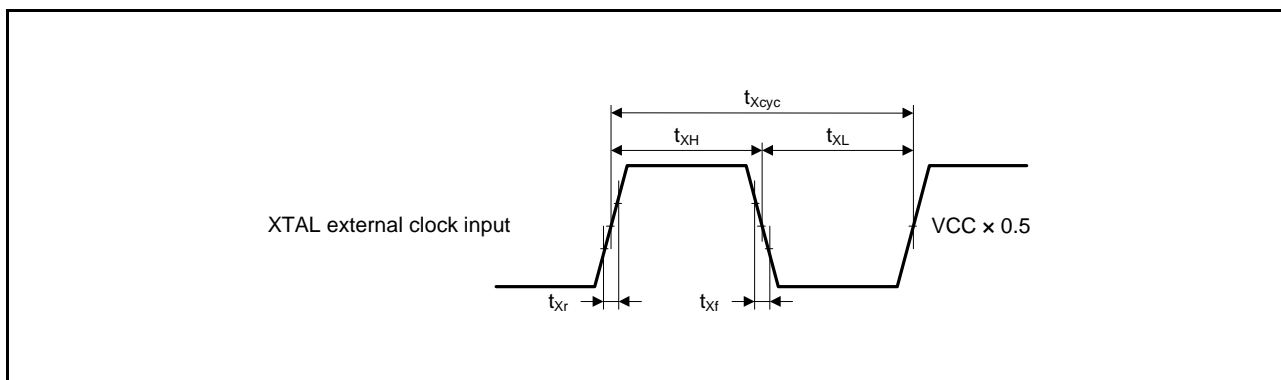 tXcyc
tXH
tXL
XTAL external clock input
VCC × 0.5
tXr
tXf